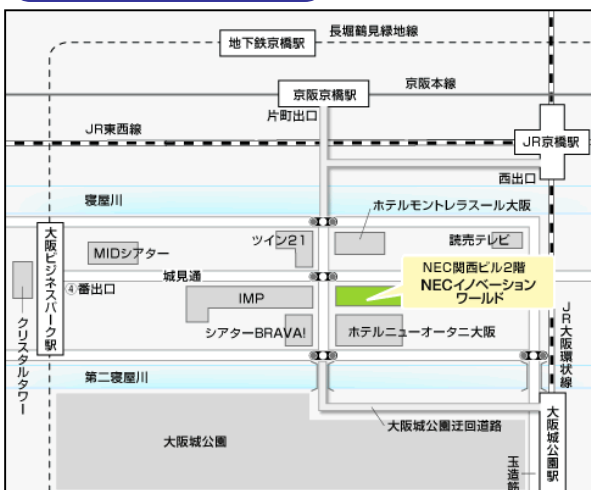 長堀鶴見緑地線
地下鉄京橋駅
京阪本線
京阪京橋駅
片町出口
JR東西線
JR京橋駅
西出口
寝屋川
ホテルモントレラスール大阪
大阪ビジネスパーク駅
ツイン21
読売テレビ
MIDシアター
NEC関西ビル2階
NECイノベーション
ワールド
城見通
④番出口
IMP
クリスタルタワー
シアターBRAVA!
ホテルニューオータニ大阪
JR大阪環状線
第二寝屋川
大阪城公園迂回道路
大阪城公園駅
大阪城公園
玉造筋